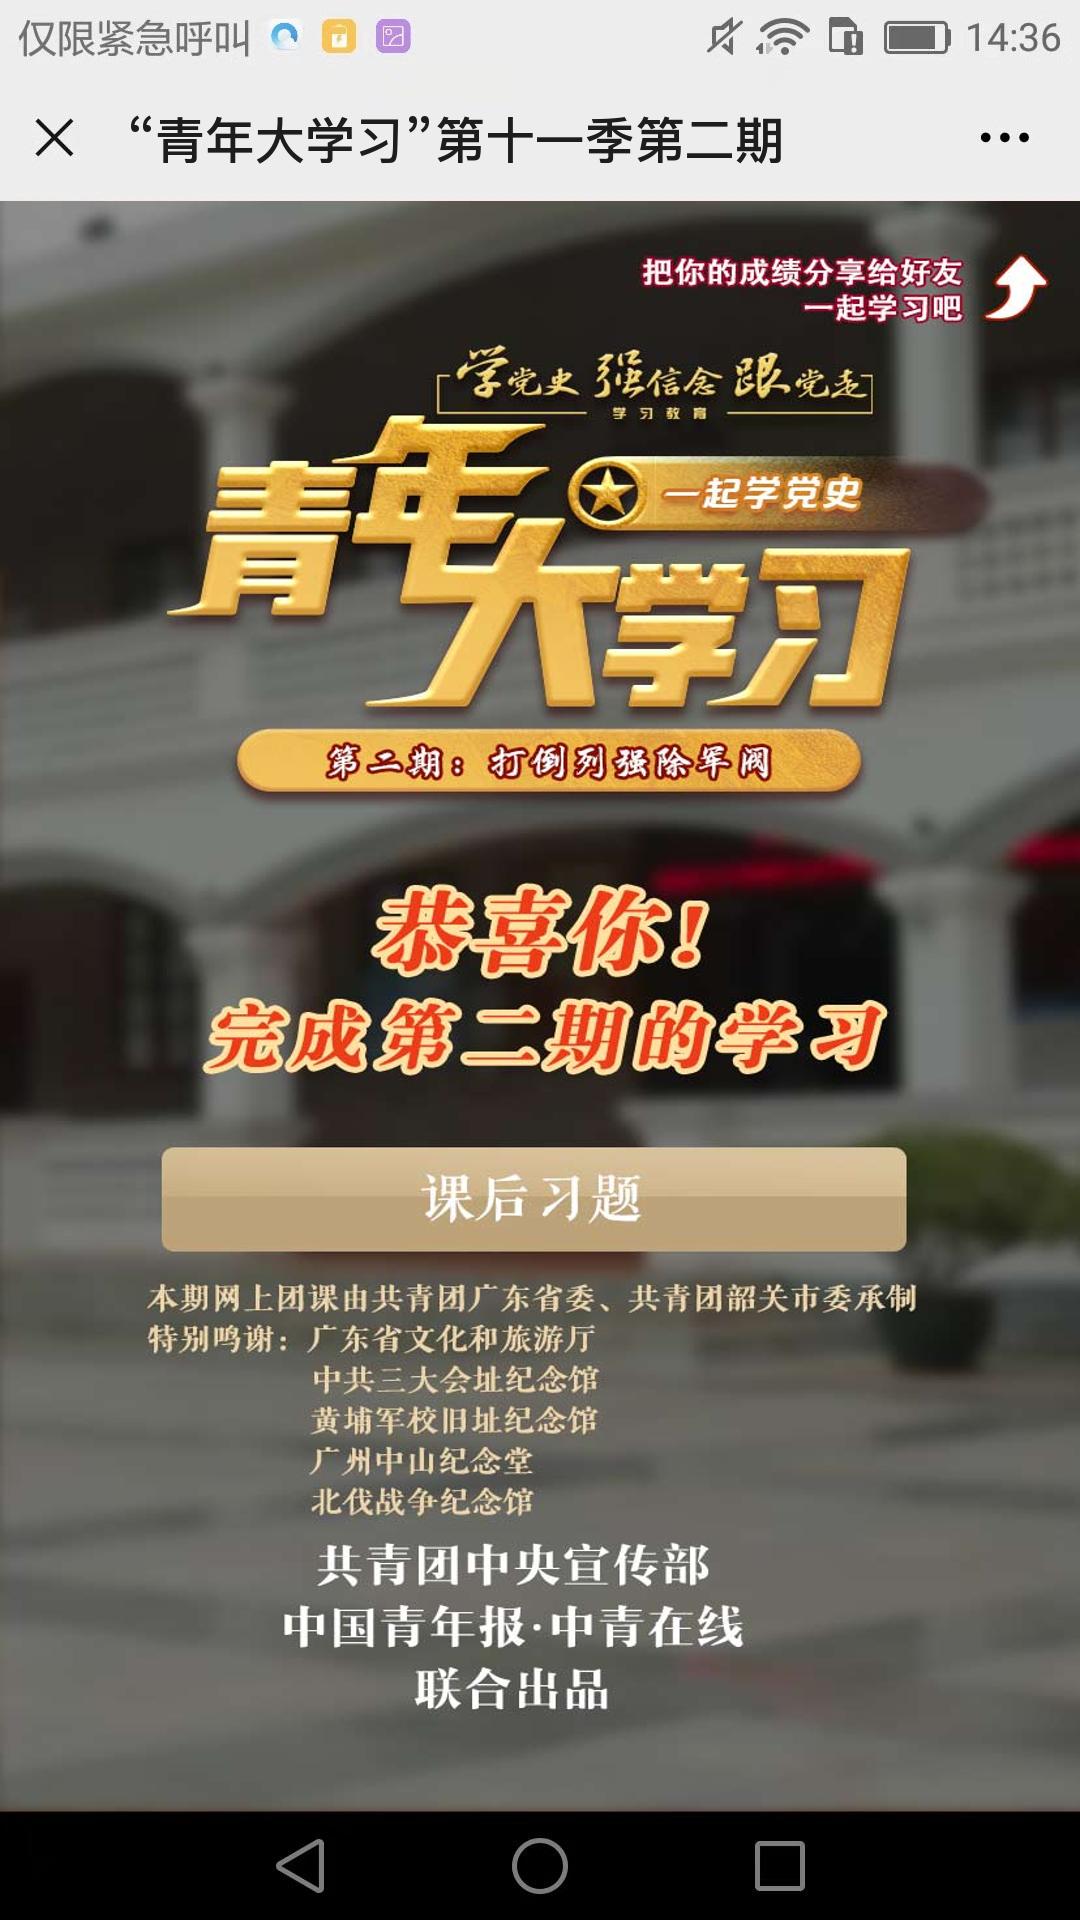 仅限紧急呼叫
14:36
“青年大学习”第十一季第二期
把你的成绩分享给好友
一起学习吧
学党史 强信念 跟党走
学习教育
一起学党史
青年大学习
第二期：打倒列强除军阀
恭喜你！
完成第二期的学习
课后习题
本期网上团课由共青团广东省委、共青团韶关市委承制
特别鸣谢：广东省文化和旅游厅
中共三大会址纪念馆
黄埔军校旧址纪念馆
广州中山纪念堂
北伐战争纪念馆
共青团中央宣传部
中国青年报·中青在线
联合出品